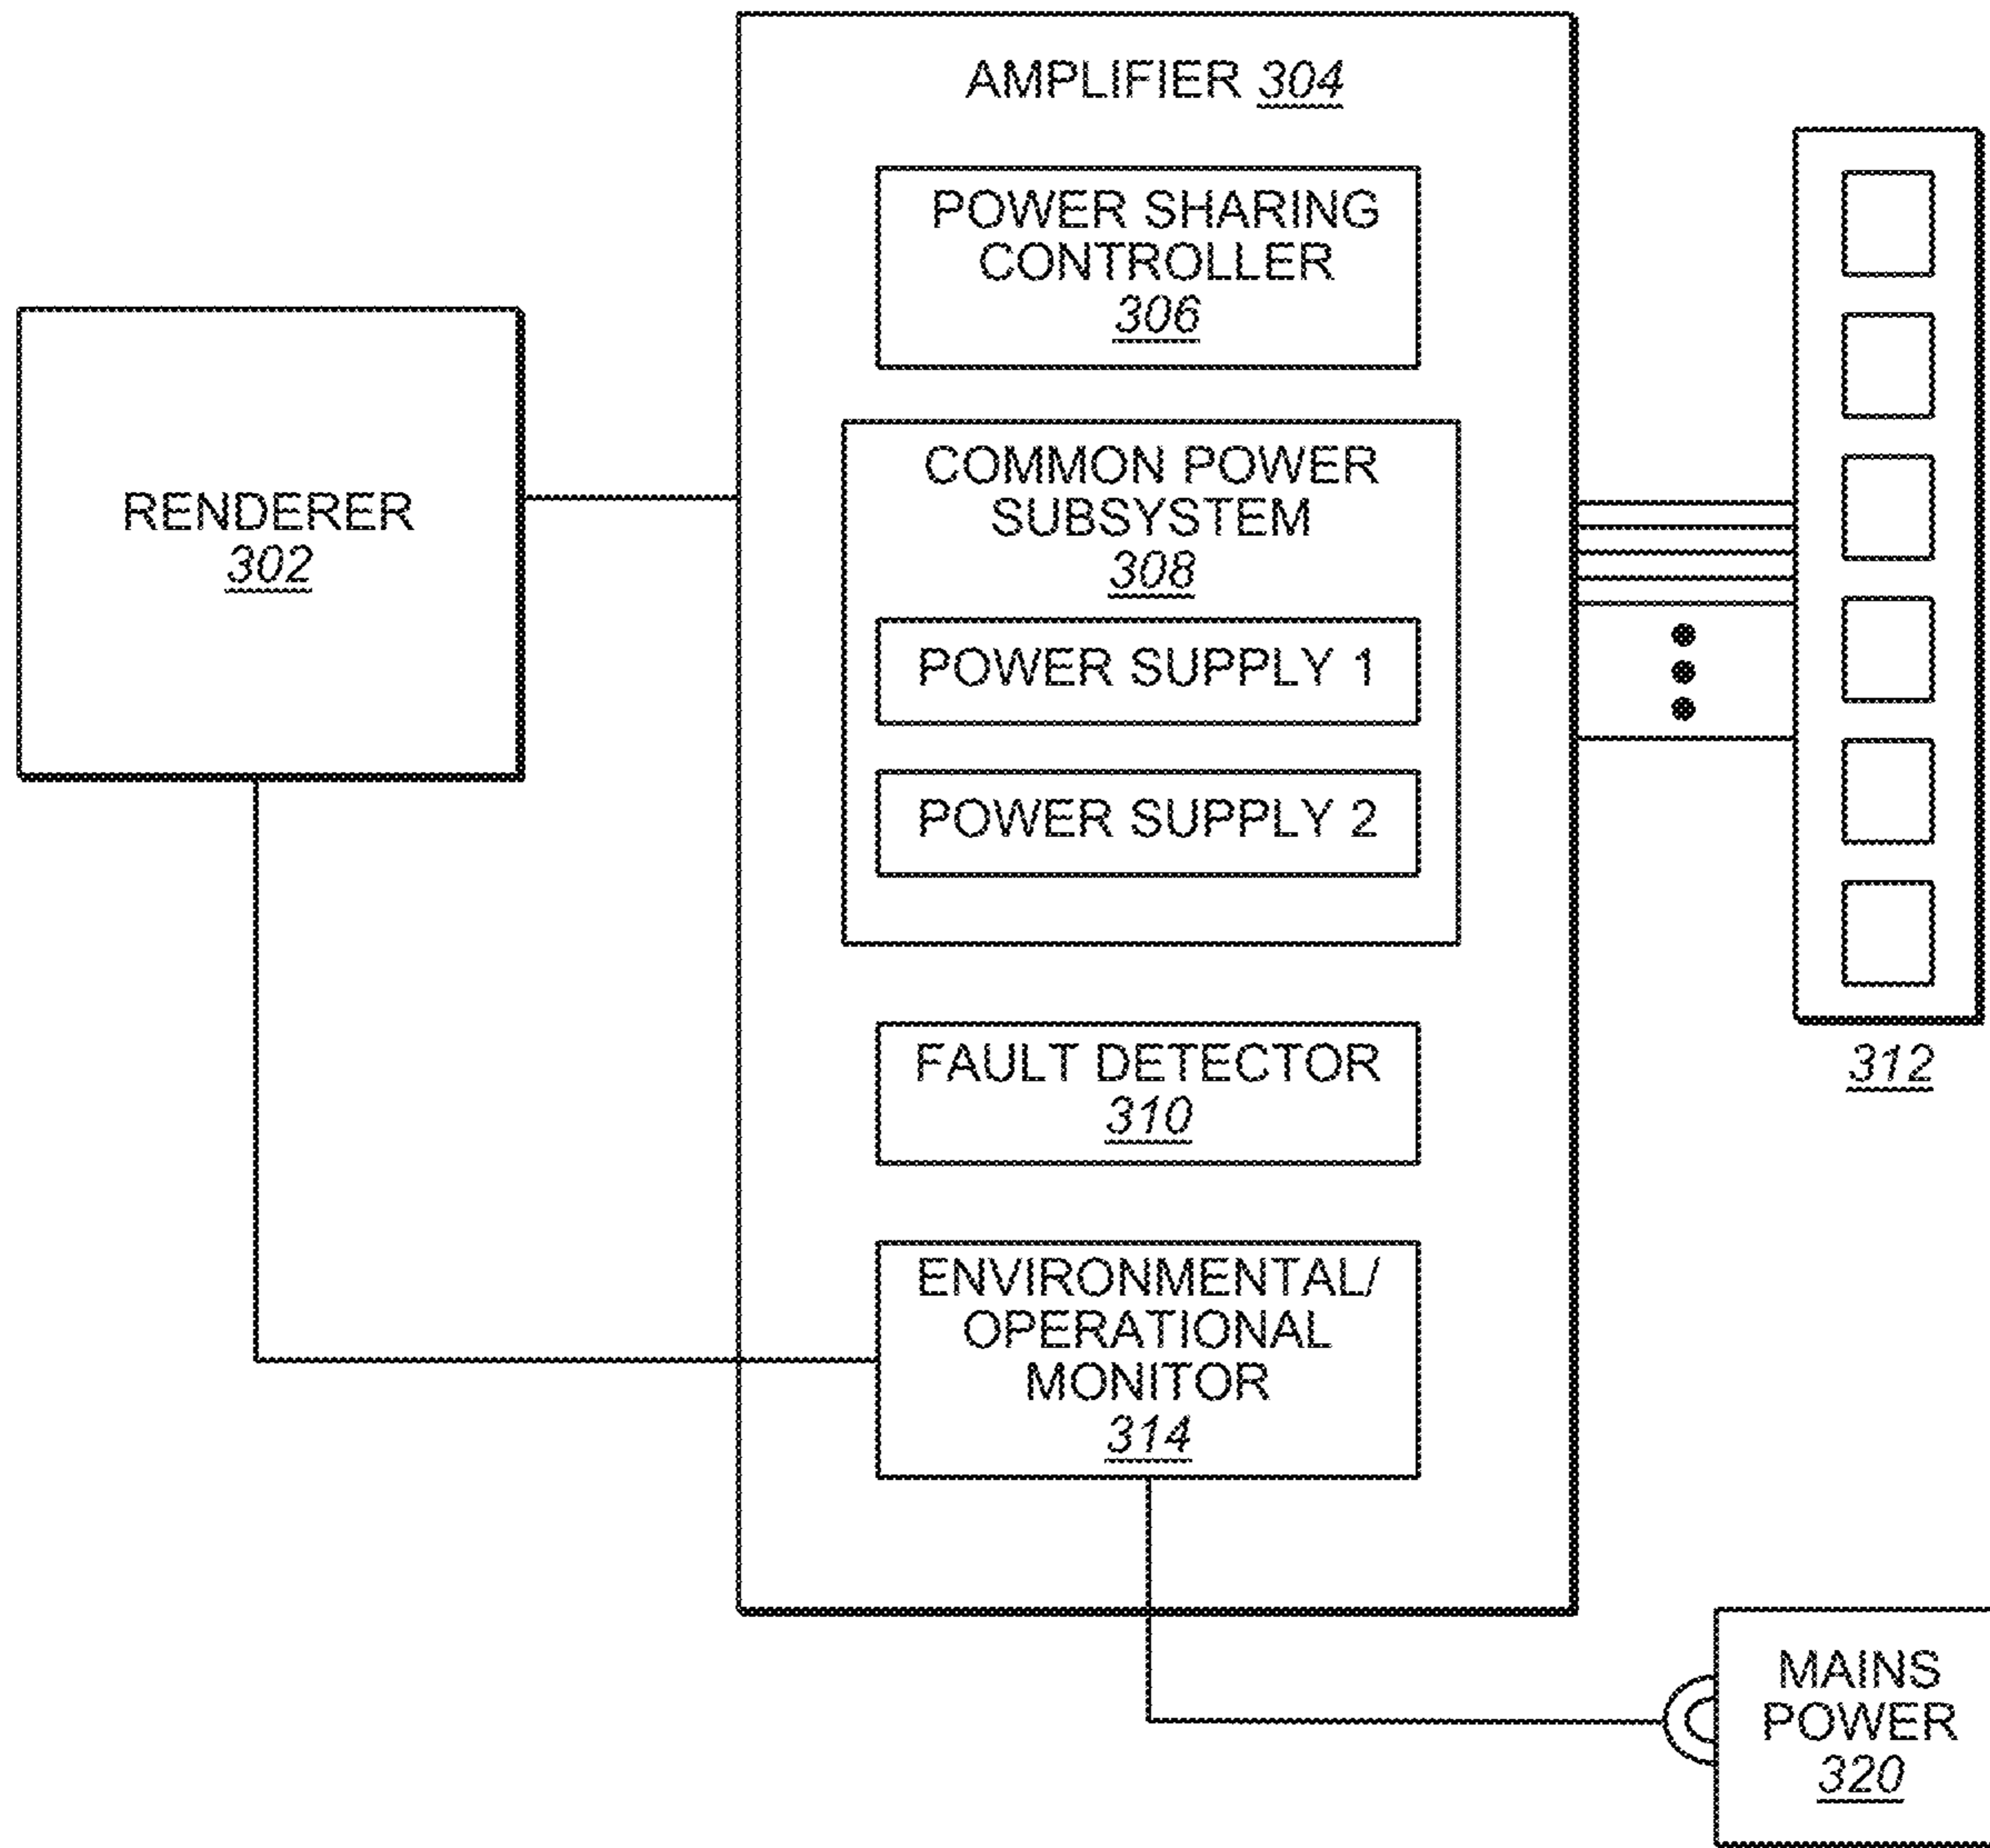 AMPLIFIER 304
POWER SHARING
CONTROLLER
306
RENDERER
302
COMMON POWER
SUBSYSTEM
308
POWER SUPPLY 1
POWER SUPPLY 2
FAULT DETECTOR
310
312
ENVIRONMENTAL/
OPERATIONAL
MONITOR
314
MAINS
POWER
320